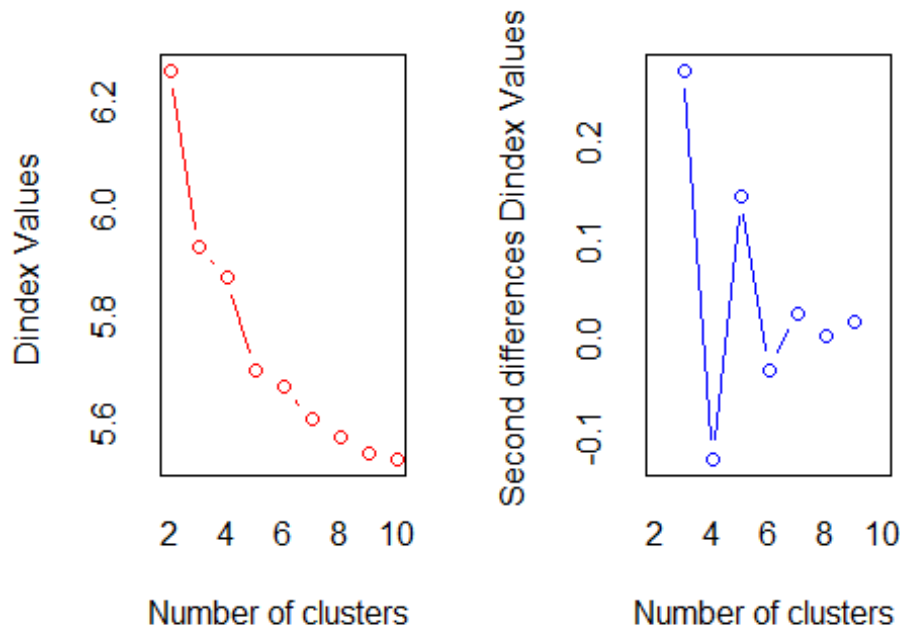 Dindex Values
6.2
6.0
5.8
5.6
2 4 6 8 10
Number of clusters
Second differences Dindex Values
0.2
0.1
0.0
-0.1
2 4 6 8 10
Number of clusters